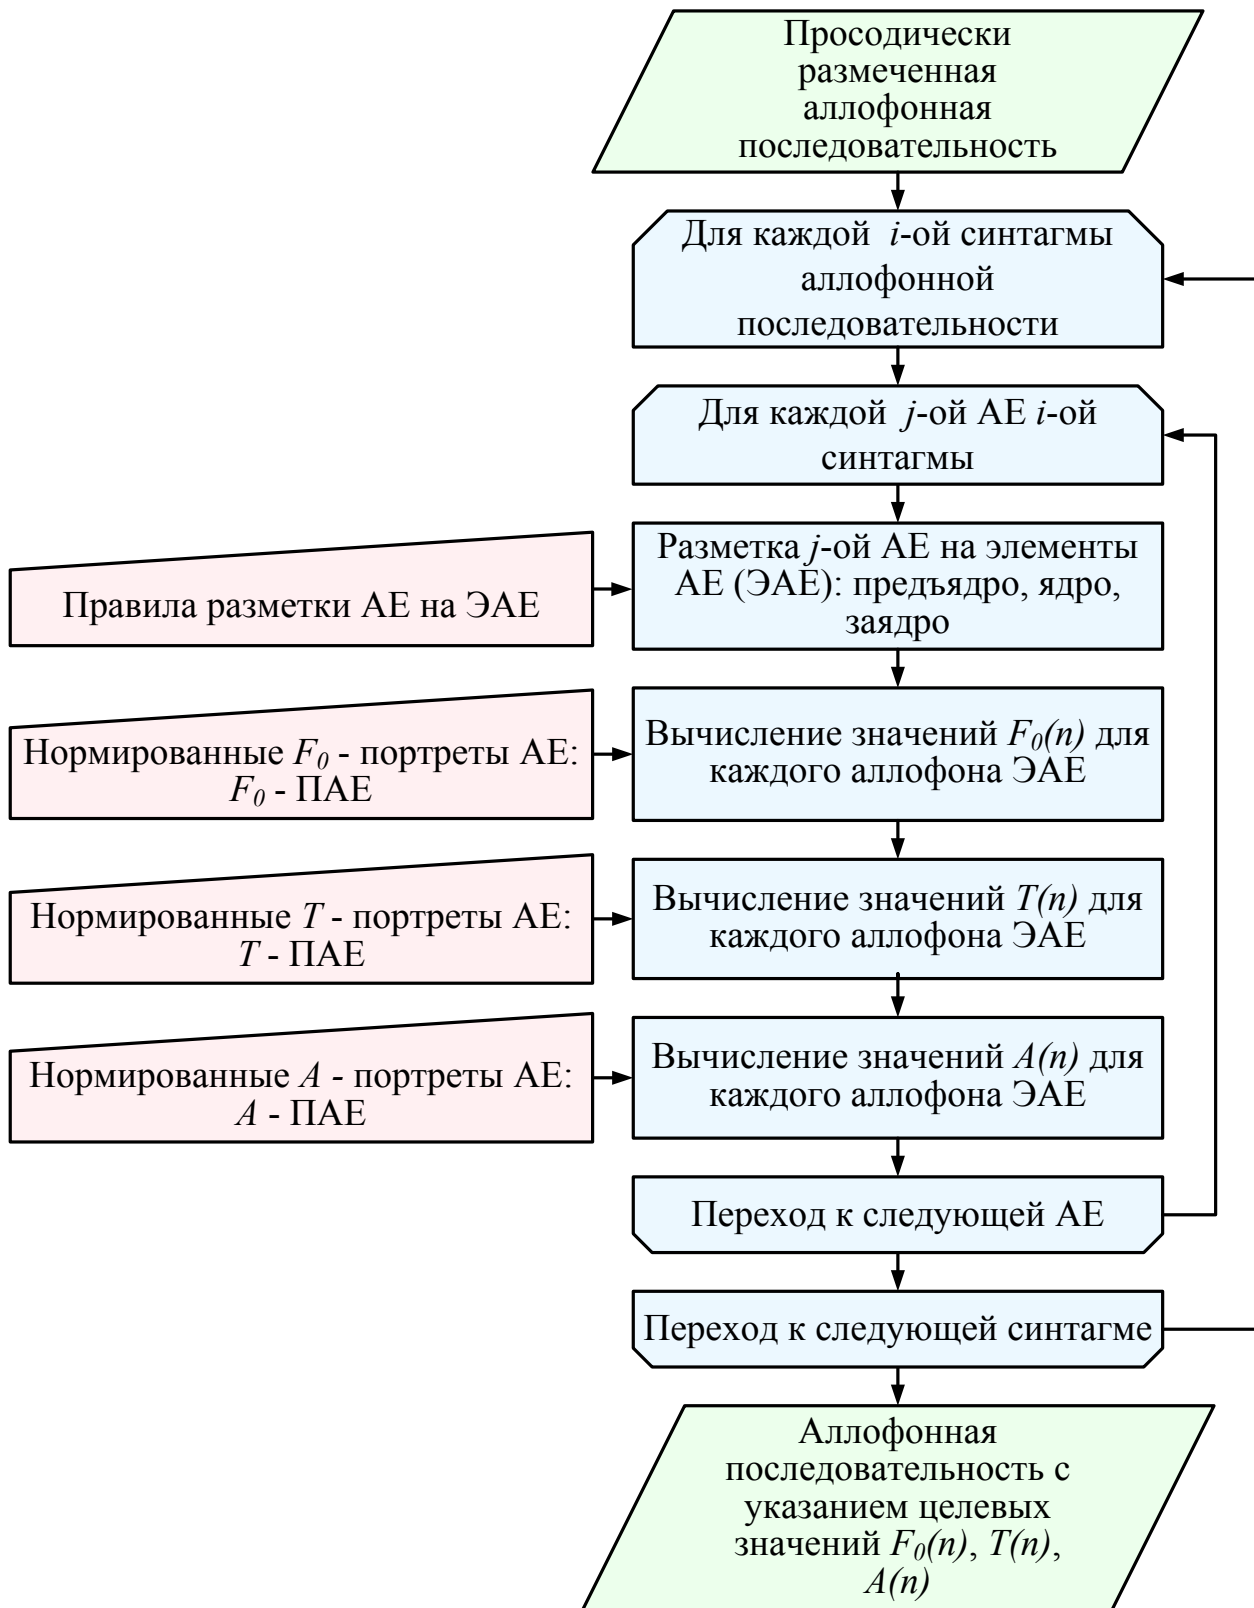 Просодически
размеченная
аллофонная
последовательность
Для каждой i-ой синтагмы
аллофонной
последовательности
Для каждой j-ой АЕ i-ой
синтагмы
Правила разметки АЕ на ЭАЕ
Разметка j-ой АЕ на элементы
АЕ (ЭАЕ): предъядро, ядро,
заядро
Нормированные F0 - портреты АЕ:
F0 - ПАЕ
Вычисление значений F0(n) для
каждого аллофона ЭАЕ
Нормированные T - портреты АЕ:
T - ПАЕ
Вычисление значений T(n) для
каждого аллофона ЭАЕ
Нормированные A - портреты АЕ:
A - ПАЕ
Вычисление значений A(n) для
каждого аллофона ЭАЕ
Переход к следующей АЕ
Переход к следующей синтагме
Аллофонная
последовательность с
указанием целевых
значений F0(n), T(n),
A(n)